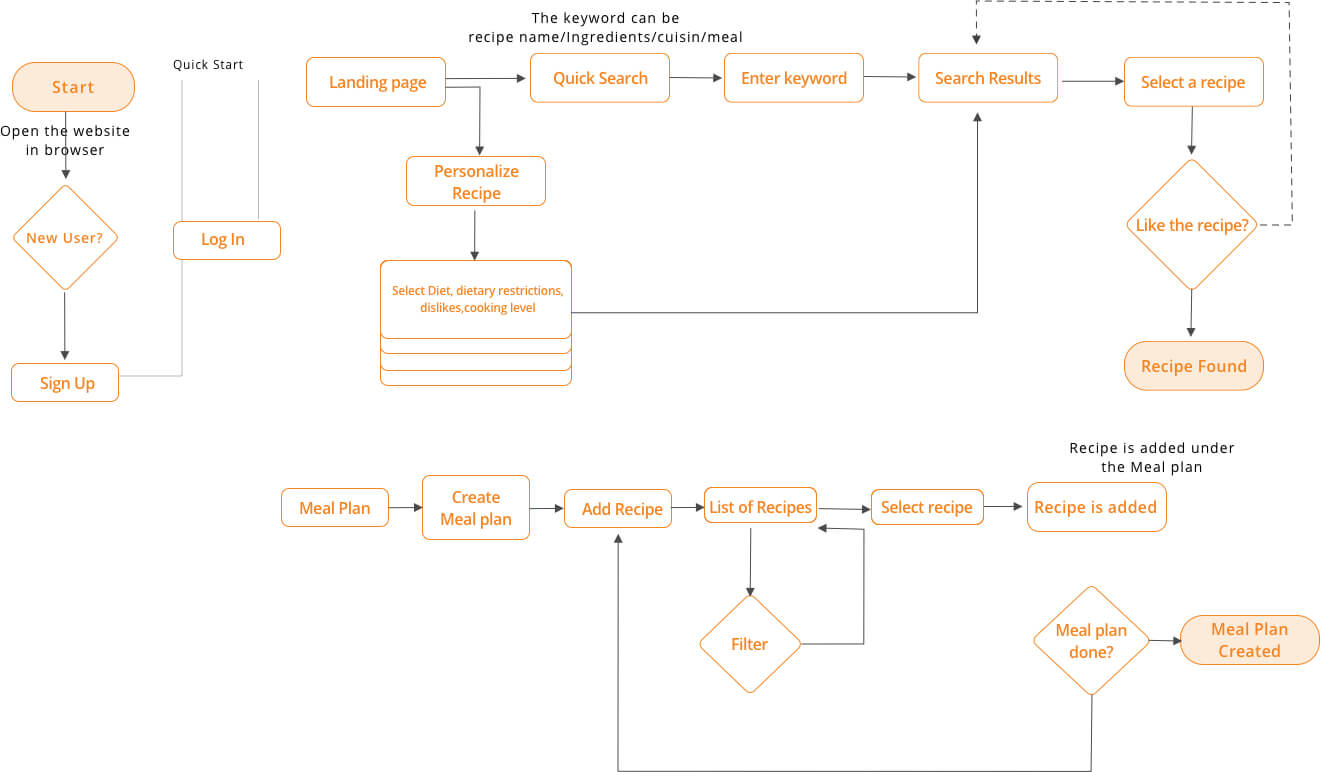 The keyword can be
recipe name/Ingredients/cuisin/meal
Quick Start
Start
Landing page
Quick Search
Enter keyword
Search Results
Select a recipe
Open the website
in browser
Personalize
Recipe
New User?
Log In
Like the recipe?
Select Diet, dietary restrictions,
dislikes,cooking level
Sign Up
Recipe Found
Recipe is added under
the Meal plan
Meal Plan
Create
Meal plan
Add Recipe
List of Recipes
Select recipe
Recipe is added
Filter
Meal plan
done?
Meal Plan
Created